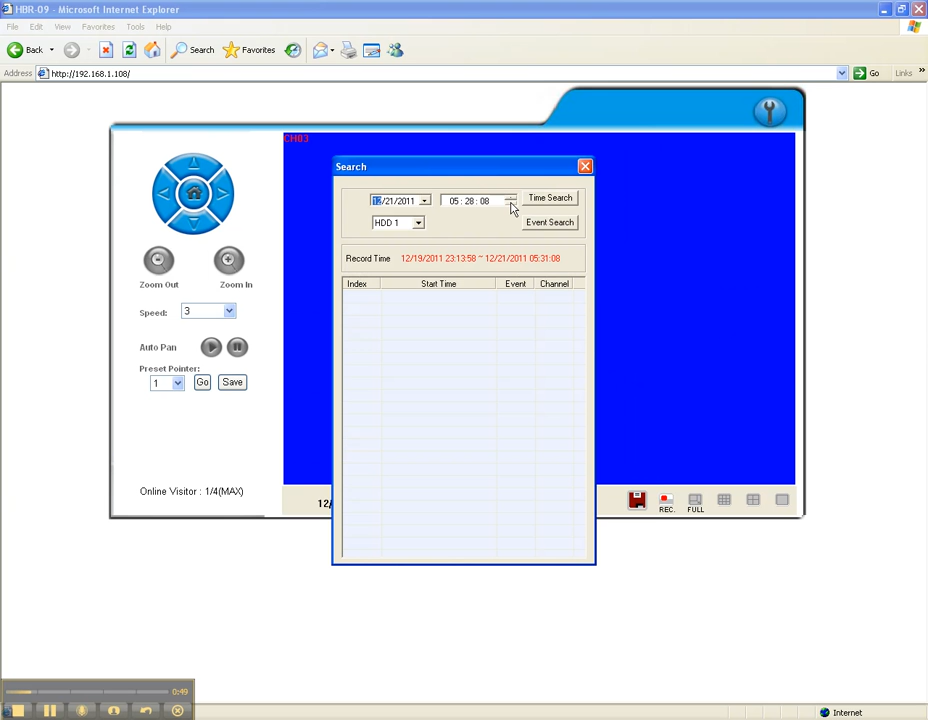 HBR-09 - Microsoft Internet Explorer
File Edit View Favorites Tools Help
Back Search Favorites
Address http://192.168.1.108/ Go Links »
CH03
Search
12/21/2011 05 : 28 : 08 Time Search
HDD 1 Event Search
Record Time 12/19/2011 23:13:58 ~ 12/21/2011 05:31:08
Index Start Time Event Channel
Zoom Out Zoom In
Speed: 3
Auto Pan
Preset Pointer:
1 Go Save
Online Visitor : 1/4(MAX)
12/
REC. FULL
0:49
Internet